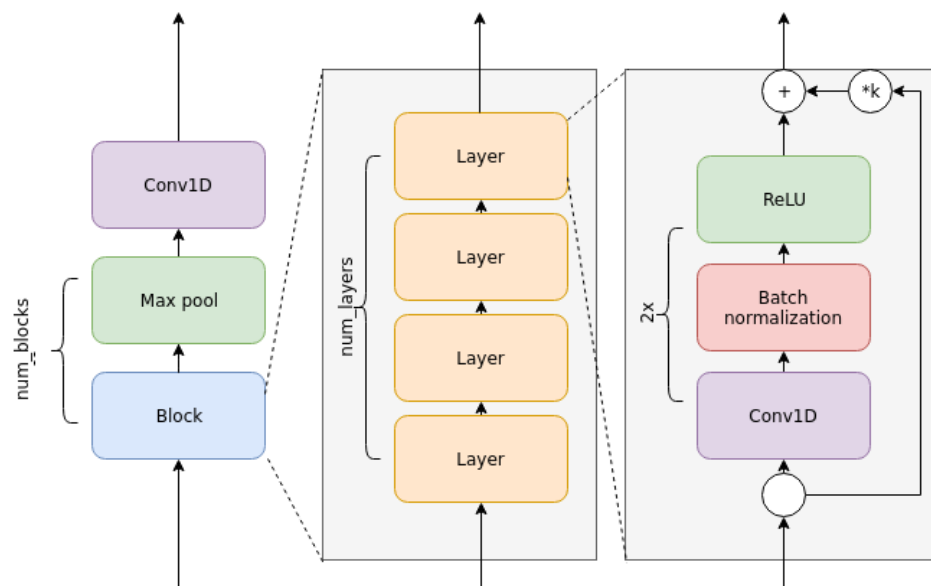 Conv1D
Max pool
Block
num_blocks
Layer
Layer
Layer
Layer
num_layers
+
*k
ReLU
Batch
normalization
Conv1D
2x